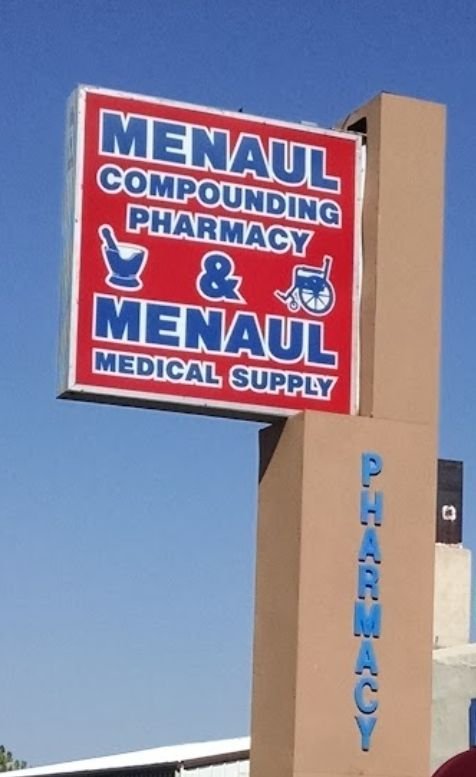 MENAUL
COMPOUNDING
PHARMACY
&
MENAUL
MEDICAL SUPPLY
PHARMACY